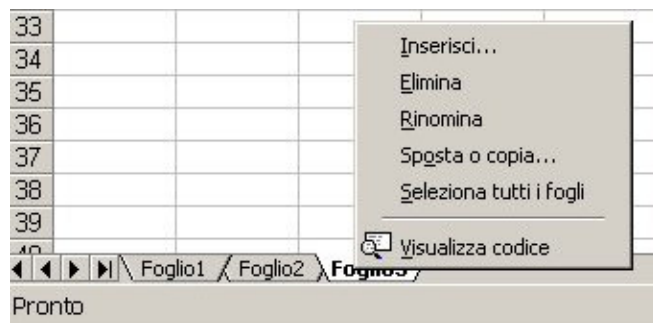 33
34
35
36
37
38
39
Inserisci...
Elimina
Rinomina
Sposta o copia...
Seleziona tutti i fogli
Visualizza codice
Foglio1 Foglio2
Pronto